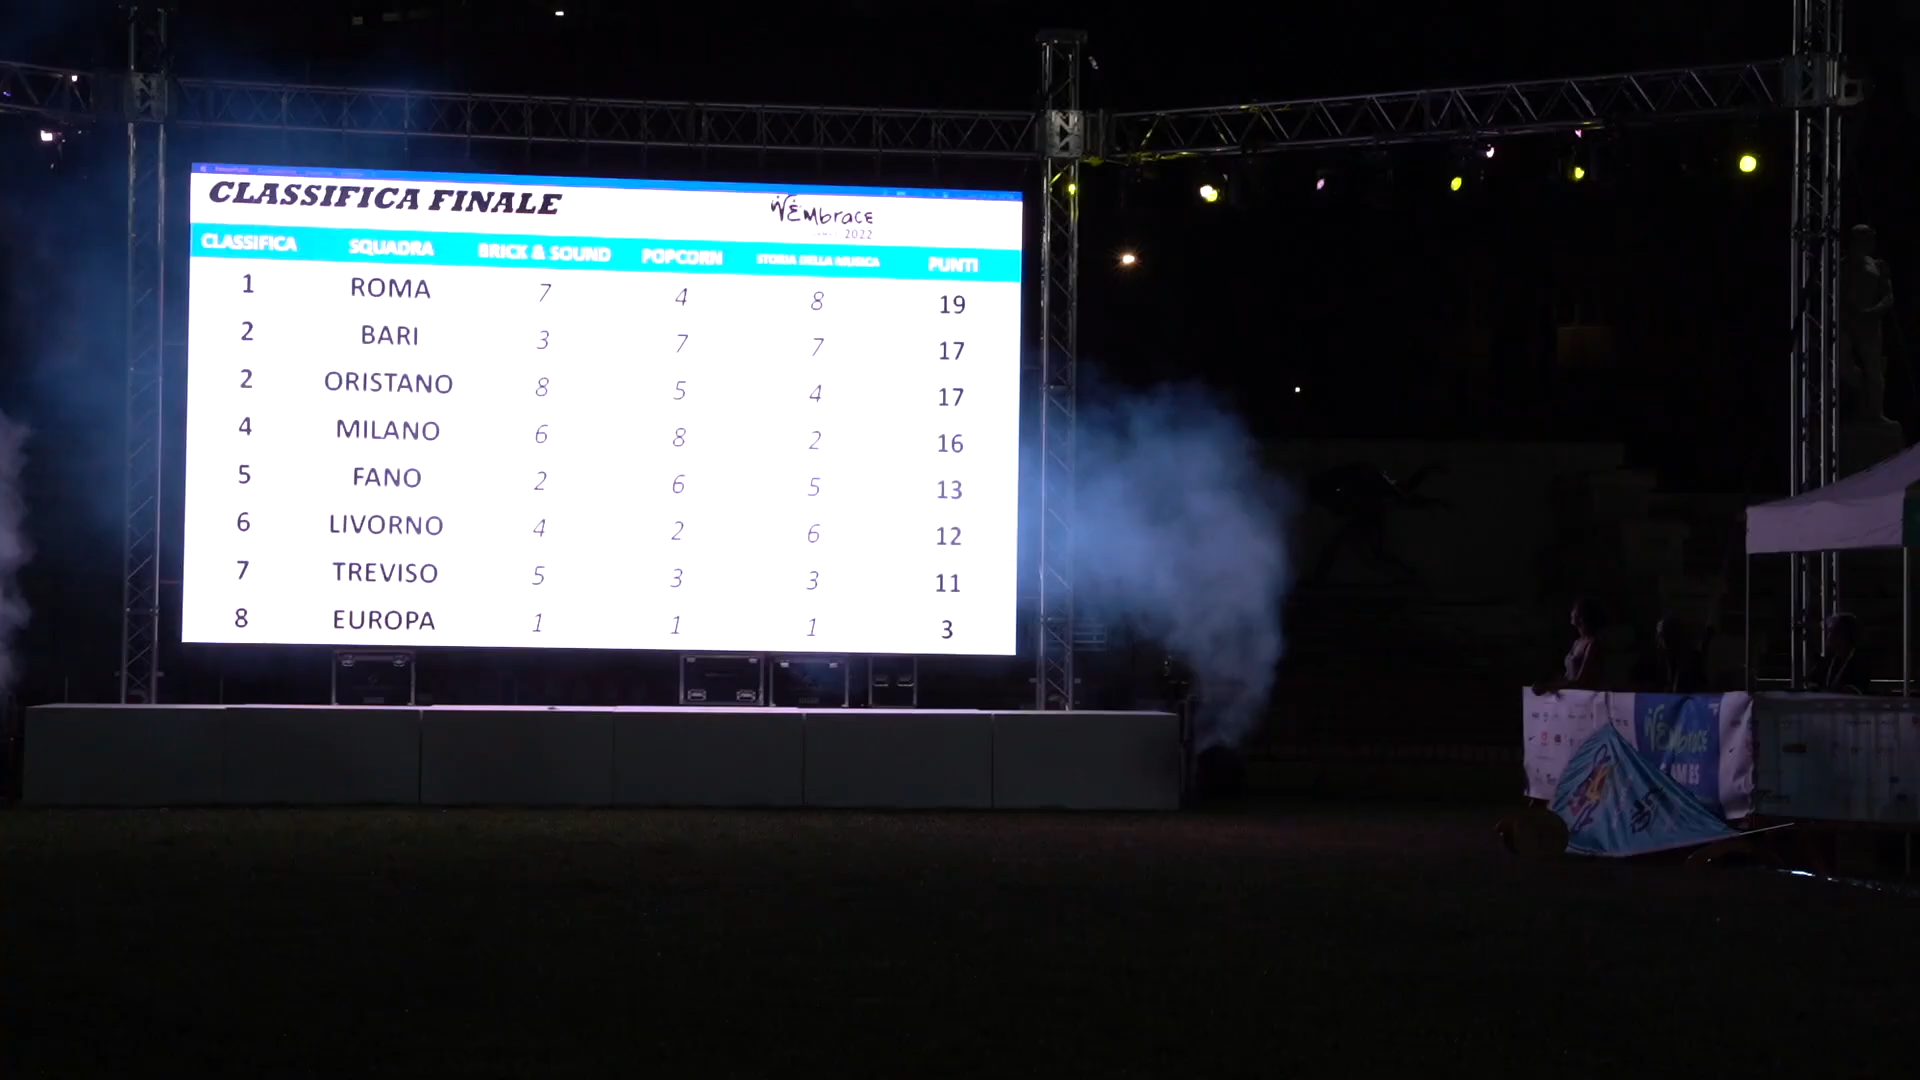 CLASSIFICA FINALE
WEmbrace
GAMES 2022
CLASSIFICA SQUADRA BRICK & SOUND POPCORN STORIA DELLA MUSICA PUNTI
1 ROMA 7 4 8 19
2 BARI 3 7 7 17
2 ORISTANO 8 5 4 17
4 MILANO 6 8 2 16
5 FANO 2 6 5 13
6 LIVORNO 4 2 6 12
7 TREVISO 5 3 3 11
8 EUROPA 1 1 1 3
WEmbrace
GAMES